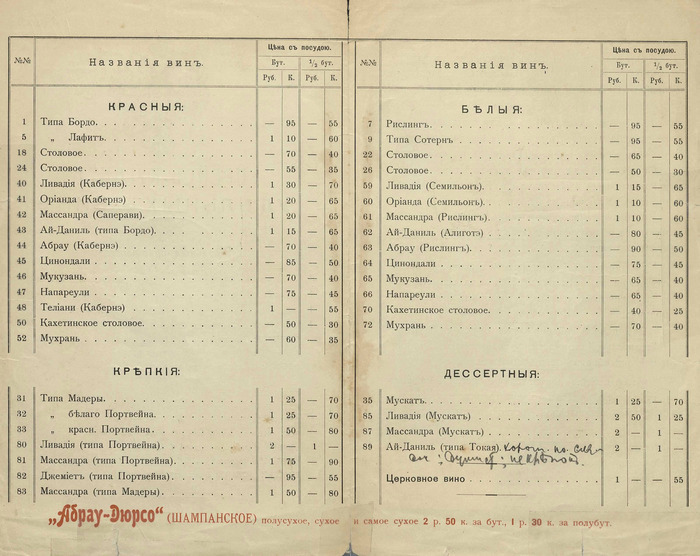 №№ Названія винъ. Цѣна съ посудою.
Бут. ½ бут.
Руб. К. Руб. К.
КРАСНЫЯ:
1 Типа Бордо. — 95 — 55
5 „ Лафитъ. 1 10 — 60
18 Столовое. — 70 — 40
24 Столовое — 55 — 35
40 Ливадія (Кабернэ). 1 30 — 70
41 Оріанда (Кабернэ) 1 20 — 65
42 Массандра (Саперави). 1 20 — 65
43 Ай-Даниль (типа Бордо). 1 15 — 65
44 Абрау (Кабернэ) — 70 — 40
45 Цинондали — 85 — 50
46 Мукузань. — 70 — 40
47 Напареули — 75 — 45
48 Теліани (Кабернэ) 1 — — 55
50 Кахетинское столовое. — 50 — 30
52 Мухрань — 60 — 35
КРѢПКІЯ:
31 Типа Мадеры. 1 25 — 70
32 „ бѣлаго Портвейна. 1 25 — 70
33 „ красн. Портвейна. 1 50 — 80
80 Ливадія (типа Портвейна). 2 — 1 —
81 Массандра (типа Портвейна). 1 75 — 90
82 Джеміетъ (типа Портвейна) — 95 — 55
83 Массандра (типа Мадеры). 1 50 — 80
№№ Названія винъ. Цѣна съ посудою.
Бут. ½ бут.
Руб. К. Руб. К.
БѢЛЫЯ:
7 Рислингъ. — 95 — 55
9 Типа Сотернъ — 95 — 55
22 Столовое — 65 — 40
26 Столовое — 50 — 30
59 Ливадія (Семильонъ). 1 15 — 65
60 Оріанда (Семильонъ). 1 10 — 60
61 Массандра (Рислингъ). 1 10 — 60
62 Ай-Даниль (Алиготэ) — 80 — 45
63 Абрау (Рислингъ). — 90 — 50
64 Цинондали — 75 — 45
65 Мукузань. — 65 — 40
66 Напареули — 65 — 40
70 Кахетинское столовое. — 40 — 25
72 Мухрань — 70 — 40
ДЕССЕРТНЫЯ:
35 Мускатъ. 1 25 — 70
85 Ливадія (Мускатъ) 2 50 1 25
87 Массандра (Мускатъ) 2 — 1 —
89 Ай-Даниль (типа Токая). 2 — 1 —
Церковное вино 1 — — 55
„Абрау-Дюрсо“ (ШАМПАНСКОЕ) полусухое, сухое и самое сухое 2 р. 50 к. за бут., 1 р. 30 к. за полубут.